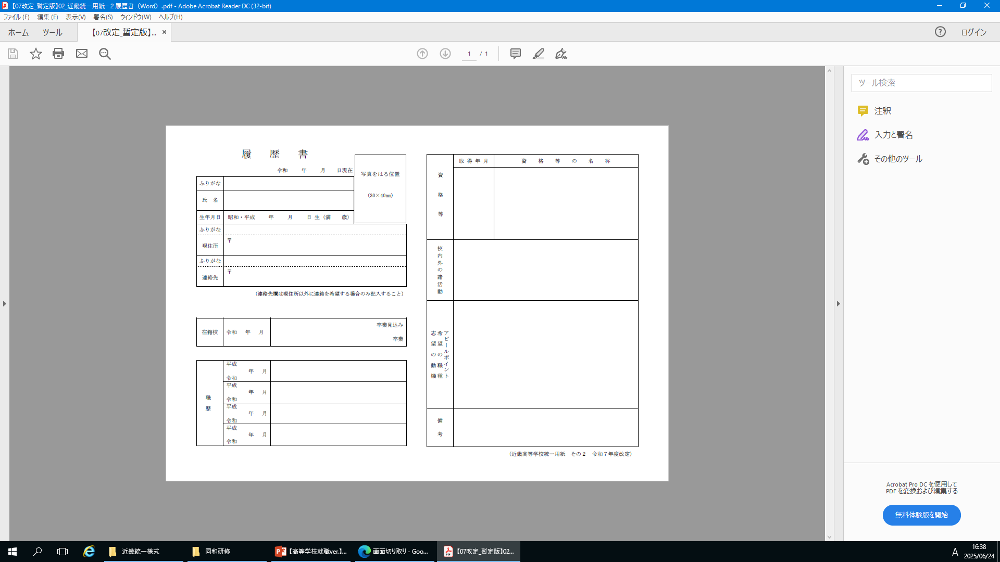 【07改定_暫定版】02_近畿統一用紙－２履歴書（Word）.pdf - Adobe Acrobat Reader DC (32-bit)
ファイル(F) 編集(E) 表示(V) 署名(S) ウインドウ(W) ヘルプ(H)
ホーム ツール 【07改定_暫定版】... × ログイン
1 / 1
ツール検索
注釈
入力と署名
その他のツール
Acrobat Pro DC を使用して
PDF を変換および編集する
無料体験版を開始
履 歴 書
令和 年 月 日現在
写真をはる位置
(30×40㎜)
ふりがな
氏 名
生年月日 昭和・平成 年 月 日 生（満 歳）
ふりがな
現住所 〒
ふりがな
連絡先 〒
（連絡先欄は現住所以外に連絡を希望する場合のみ記入すること）
在籍校 令和 年 月 卒業見込み
卒業
職歴
平成
年 月
令和
平成
年 月
令和
平成
年 月
令和
平成
年 月
令和
資格等
取得年月 資格等の名称
校内外の諸活動
アピールポイント
希望の職種
志望の動機
備考
（近畿高等学校統一用紙 その２ 令和７年度改定）
近畿統一様式 同和研修 【高等学校就職ver.】... 画面切り取り - Goo... 【07改定_暫定版】02... A 16:38
2025/06/24